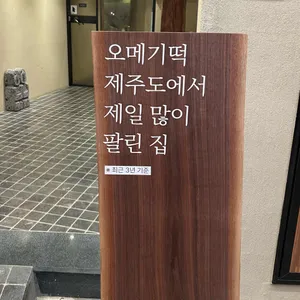 오메기떡
제주도에서
제일 많이
팔린 집
※ 최근 3년 기준